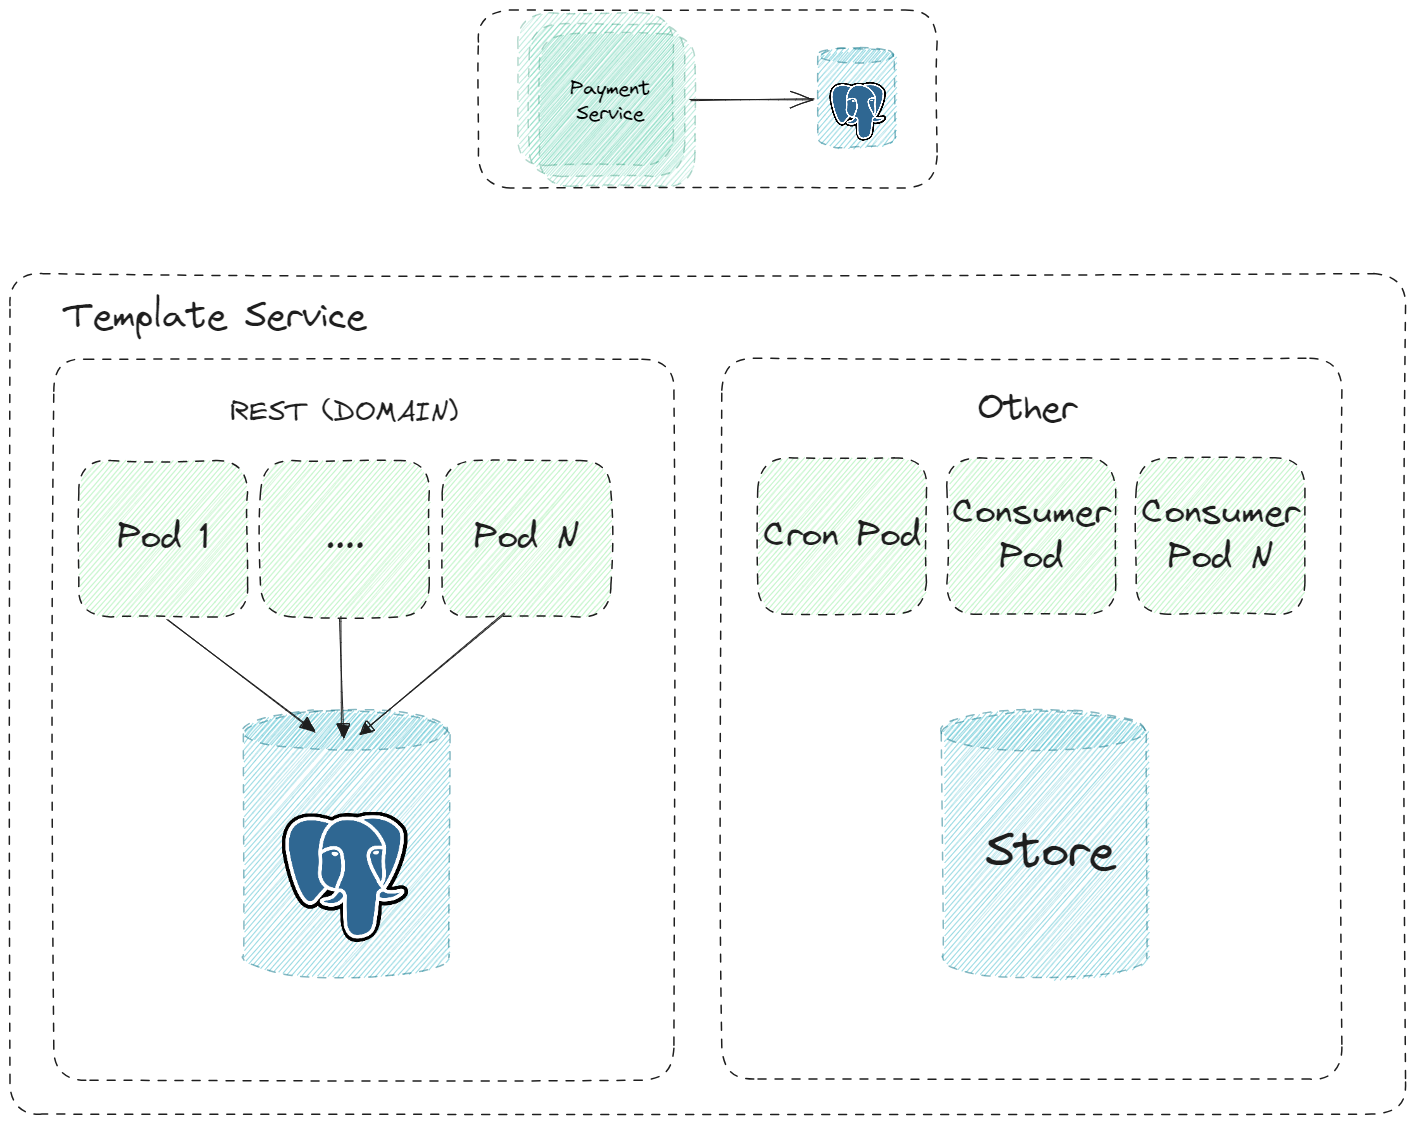 Payment
Service
Template Service
REST (DOMAIN)
Pod 1
....
Pod N
Other
Cron Pod
Consumer
Pod
Consumer
Pod N
Store